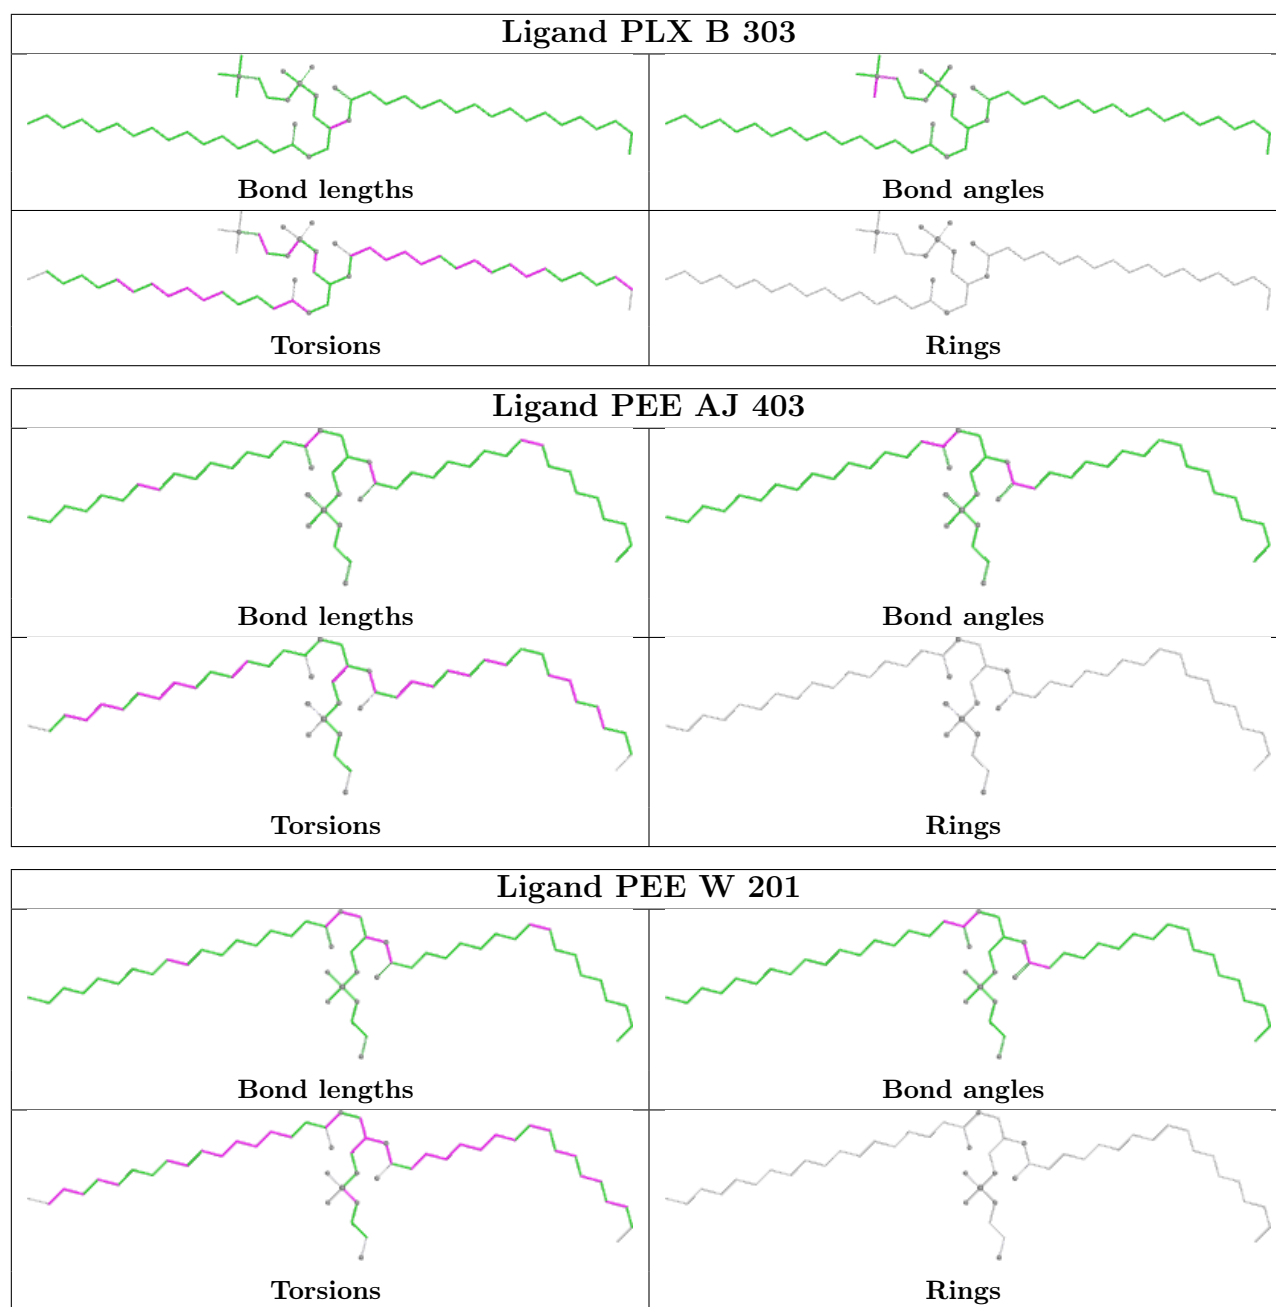 Ligand PLX B 303
Bond lengths
Bond angles
Torsions
Rings
Ligand PEE AJ 403
Bond lengths
Bond angles
Torsions
Rings
Ligand PEE W 201
Bond lengths
Bond angles
Torsions
Rings